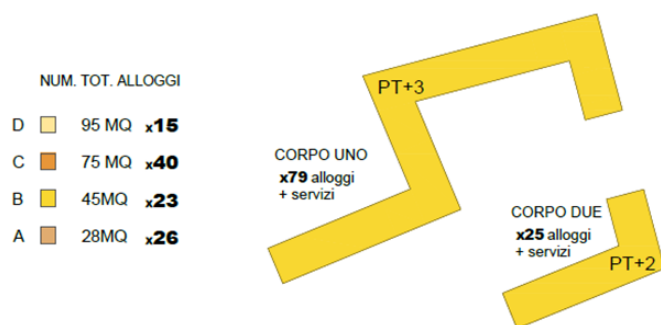 NUM. TOT. ALLOGGI
D 95 MQ x15
C 75 MQ x40
B 45MQ x23
A 28MQ x26
PT+3
CORPO UNO
x79 alloggi
+ servizi
CORPO DUE
x25 alloggi
+ servizi
PT+2